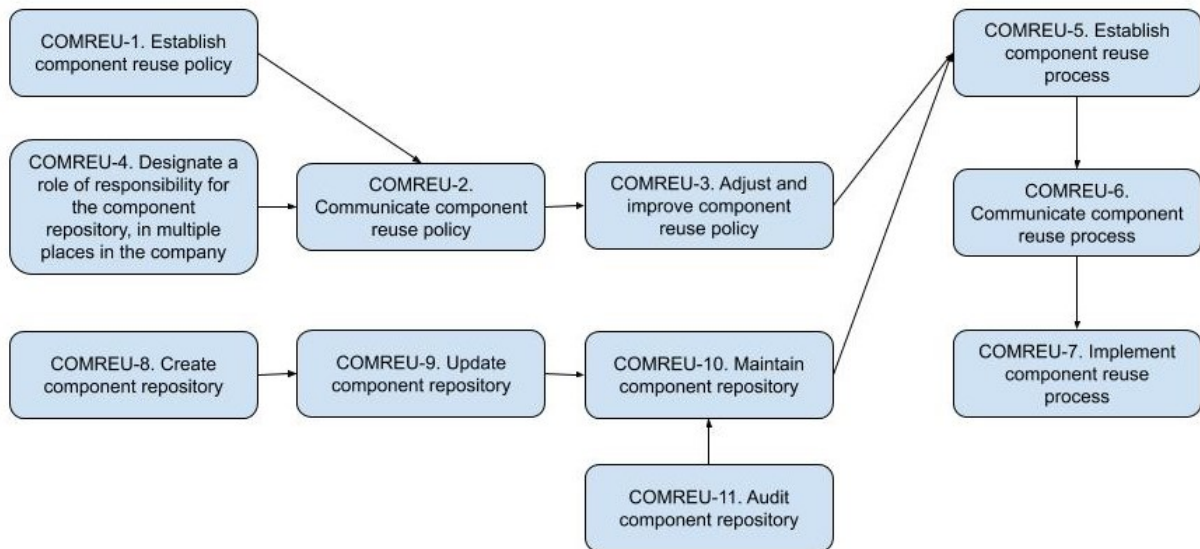 COMREU-1. Establish
component reuse policy
COMREU-5. Establish
component reuse
process
COMREU-4. Designate a
role of responsibility for
the component
repository, in multiple
places in the company
COMREU-2.
Communicate component
reuse policy
COMREU-3. Adjust and
improve component
reuse policy
COMREU-6.
Communicate component
reuse process
COMREU-8. Create
component repository
COMREU-9. Update
component repository
COMREU-10. Maintain
component repository
COMREU-7. Implement
component reuse
process
COMREU-11. Audit
component repository